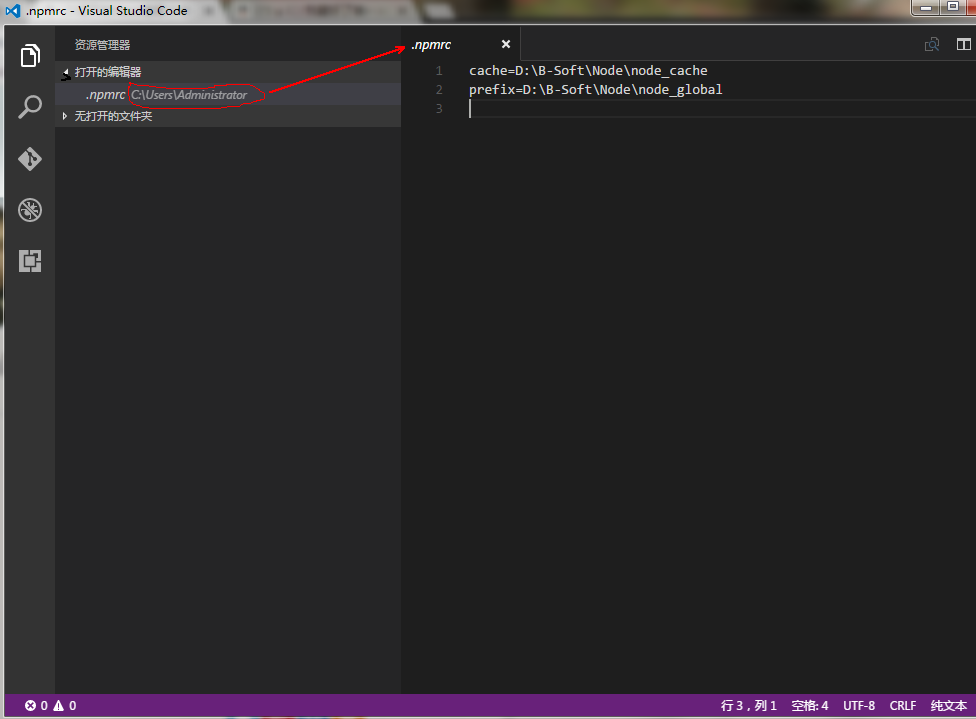 .npmrc - Visual Studio Code
资源管理器
打开的编辑器
.npmrc C:\Users\Administrator
无打开的文件夹
.npmrc
1 cache=D:\B-Soft\Node\node_cache
2 prefix=D:\B-Soft\Node\node_global
3
0 0
行 3，列 1 空格: 4 UTF-8 CRLF 纯文本